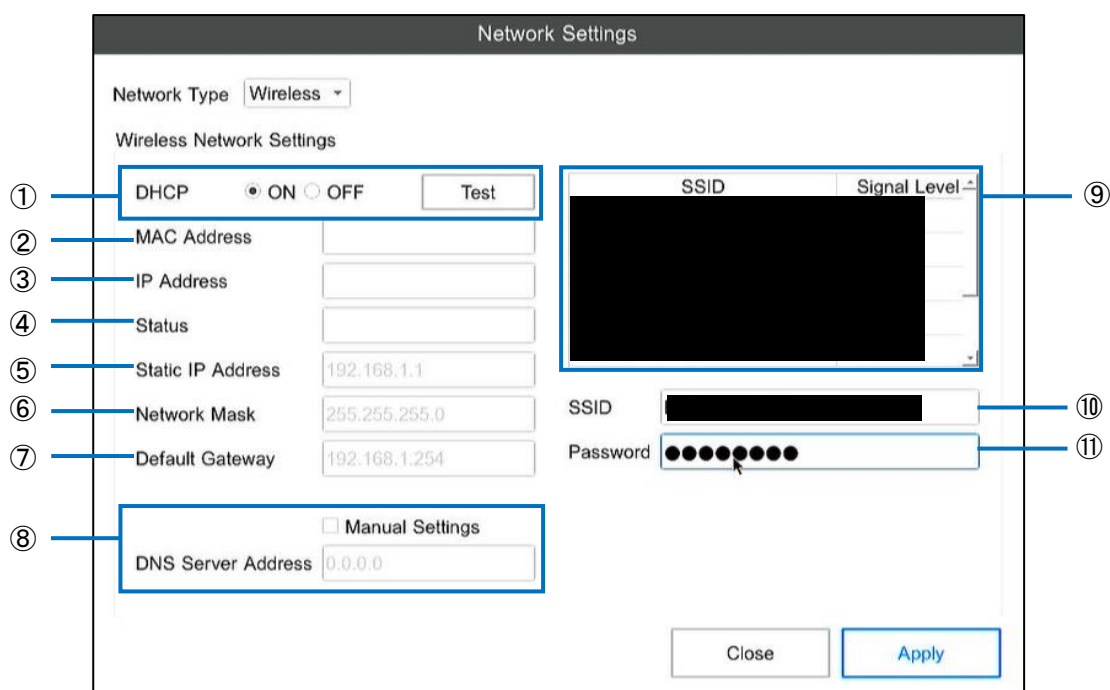 Network Settings
Network Type Wireless
Wireless Network Settings
① DHCP ON OFF Test
② MAC Address
③ IP Address
④ Status
⑤ Static IP Address 192.168.1.1
⑥ Network Mask 255.255.255.0
⑦ Default Gateway 192.168.1.254
⑧ Manual Settings
DNS Server Address 0.0.0.0
SSID Signal Level ⑨
SSID ⑩
Password ●●●●●●●● ⑪
Close Apply